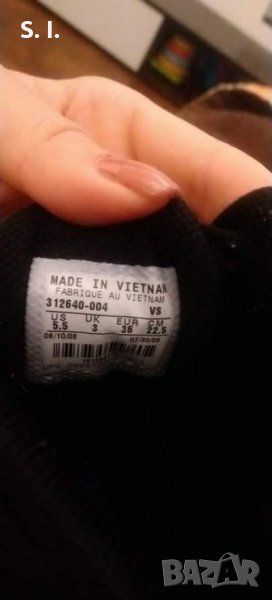 S. I.
MADE IN VIETNAM
FABRIQUE AU VIETNAM
312640-004 VS
US UK EUR CM
5.5 3 36 22.5
06/10/08 07/30/08
BAZAR